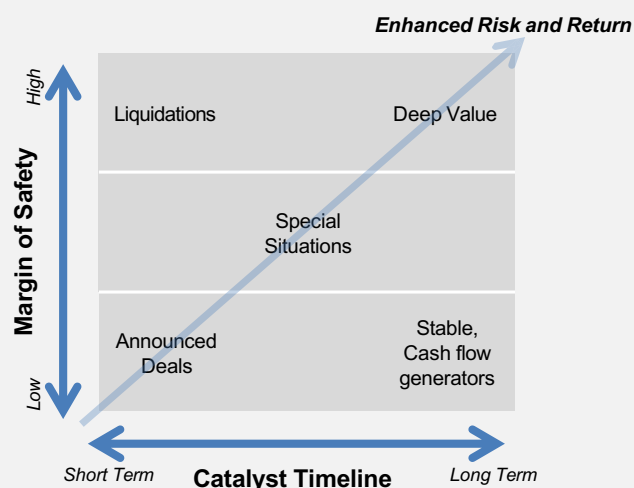 Enhanced Risk and Return
High
Liquidations
Deep Value
Margin of Safety
Special
Situations
Announced
Deals
Stable,
Cash flow
generators
Low
Short Term
Catalyst Timeline
Long Term